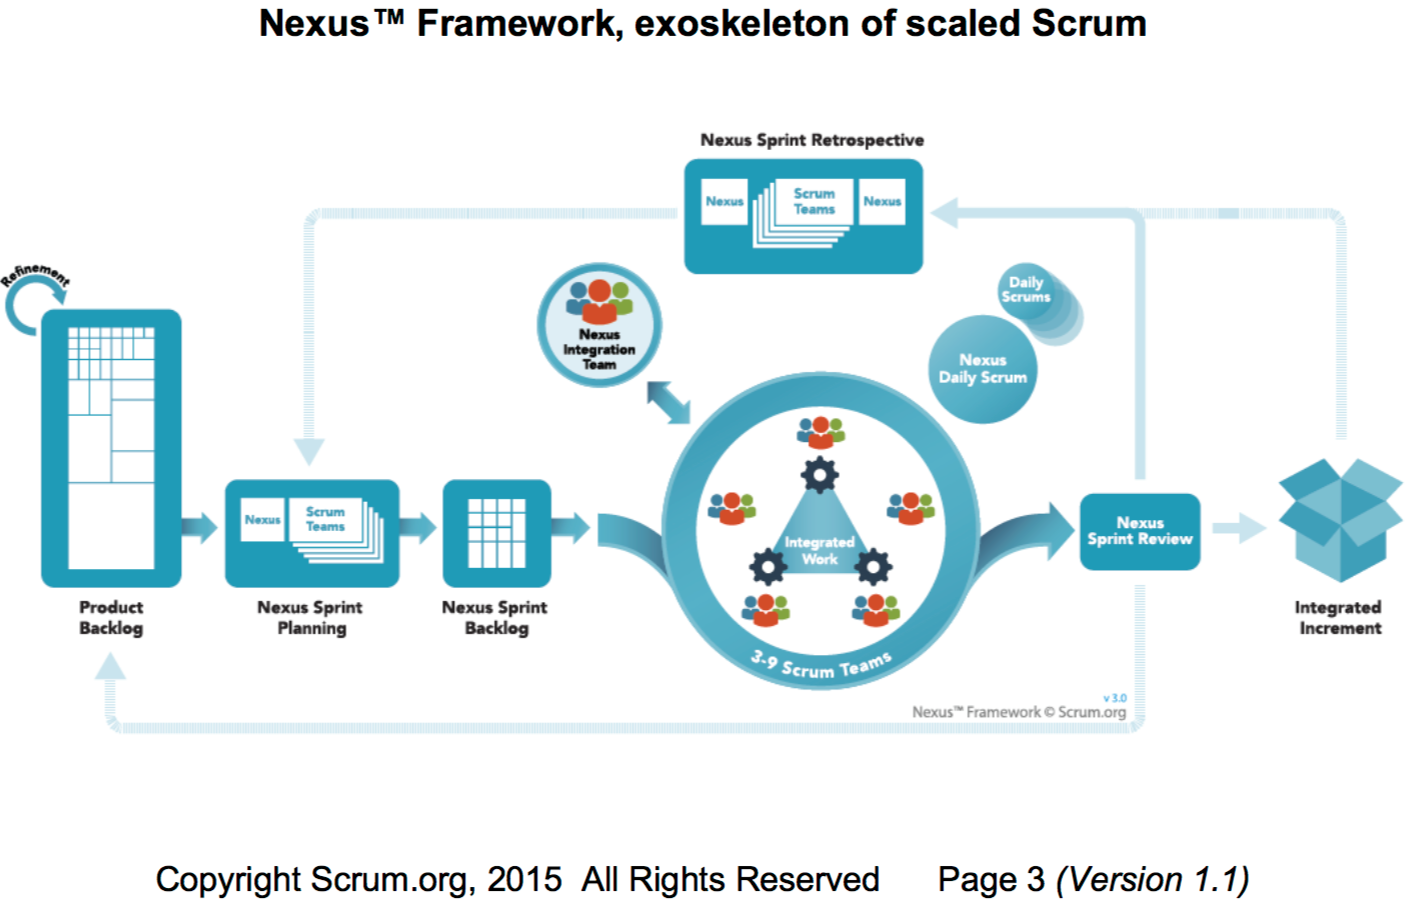 Nexus™ Framework, exoskeleton of scaled Scrum
Nexus Sprint Retrospective
Nexus
Scrum
Teams
Nexus
Refinement
Daily
Scrums
Nexus
Integration
Team
Nexus
Daily Scrum
Nexus
Scrum
Teams
Integrated
Work
Nexus
Sprint Review
Product
Backlog
Nexus Sprint
Planning
Nexus Sprint
Backlog
Integrated
Increment
3-9 Scrum Teams
v 3.0
Nexus™ Framework © Scrum.org
Copyright Scrum.org, 2015 All Rights Reserved Page 3 (Version 1.1)